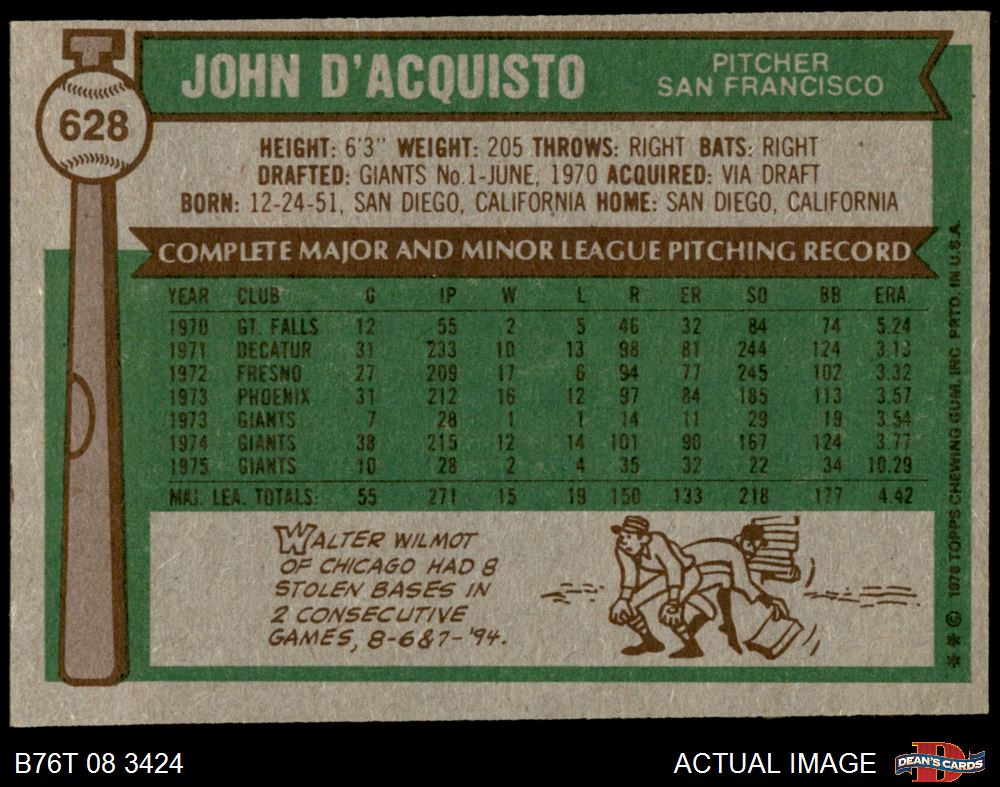 628
JOHN D'ACQUISTO
PITCHER
SAN FRANCISCO
HEIGHT: 6'3" WEIGHT: 205 THROWS: RIGHT BATS: RIGHT
DRAFTED: GIANTS No.1-JUNE, 1970 ACQUIRED: VIA DRAFT
BORN: 12-24-51, SAN DIEGO, CALIFORNIA HOME: SAN DIEGO, CALIFORNIA
COMPLETE MAJOR AND MINOR LEAGUE PITCHING RECORD
YEAR CLUB G IP W L R ER SO BB ERA.
1970 GT. FALLS 12 55 2 5 46 32 84 74 5.24
1971 DECATUR 31 233 10 13 98 81 244 124 3.13
1972 FRESNO 27 209 17 6 94 77 245 102 3.32
1973 PHOENIX 31 212 16 12 97 84 185 113 3.57
1973 GIANTS 7 28 1 1 14 11 29 19 3.54
1974 GIANTS 38 215 12 14 101 90 167 124 3.77
1975 GIANTS 10 28 2 4 35 32 22 34 10.29
MAJ. LEA. TOTALS: 55 271 15 19 150 133 218 177 4.42
WALTER WILMOT
OF CHICAGO HAD 8
STOLEN BASES IN
2 CONSECUTIVE
GAMES, 8-6&7-'94.
** © 1976 TOPPS CHEWING GUM, INC. PRTD. IN U.S.A.
B76T 08 3424
ACTUAL IMAGE
D
DEAN'S CARDS